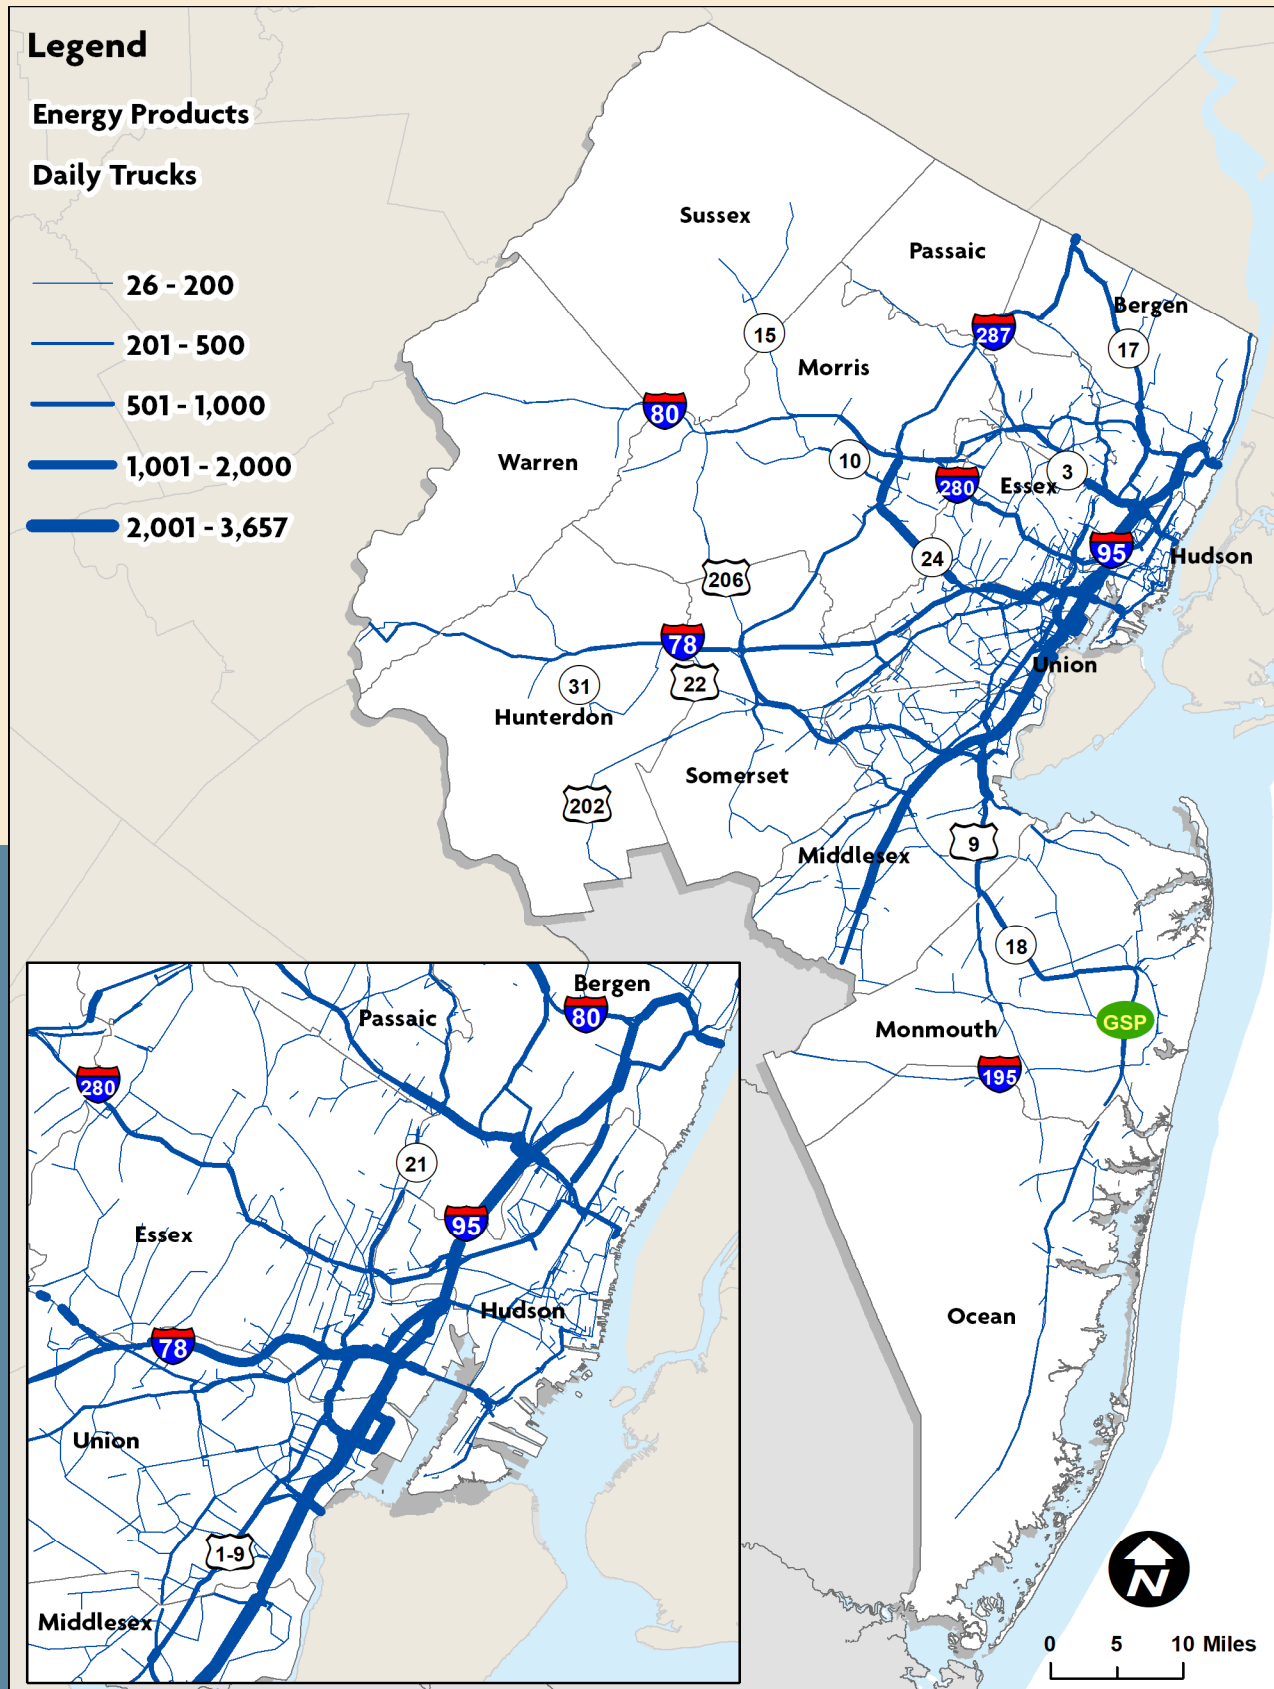 Legend
Energy Products
Daily Trucks
26 - 200
201 - 500
501 - 1,000
1,001 - 2,000
2,001 - 3,657
Sussex
Passaic
Bergen
287
15
17
Morris
80
Warren
10
3
280
Essex
95
24
Hudson
206
78
Union
22
31
Hunterdon
Somerset
202
9
Middlesex
18
GSP
Monmouth
195
Ocean
N
0 5 10 Miles
Bergen
80
Passaic
280
21
95
Essex
Hudson
78
Union
1-9
Middlesex